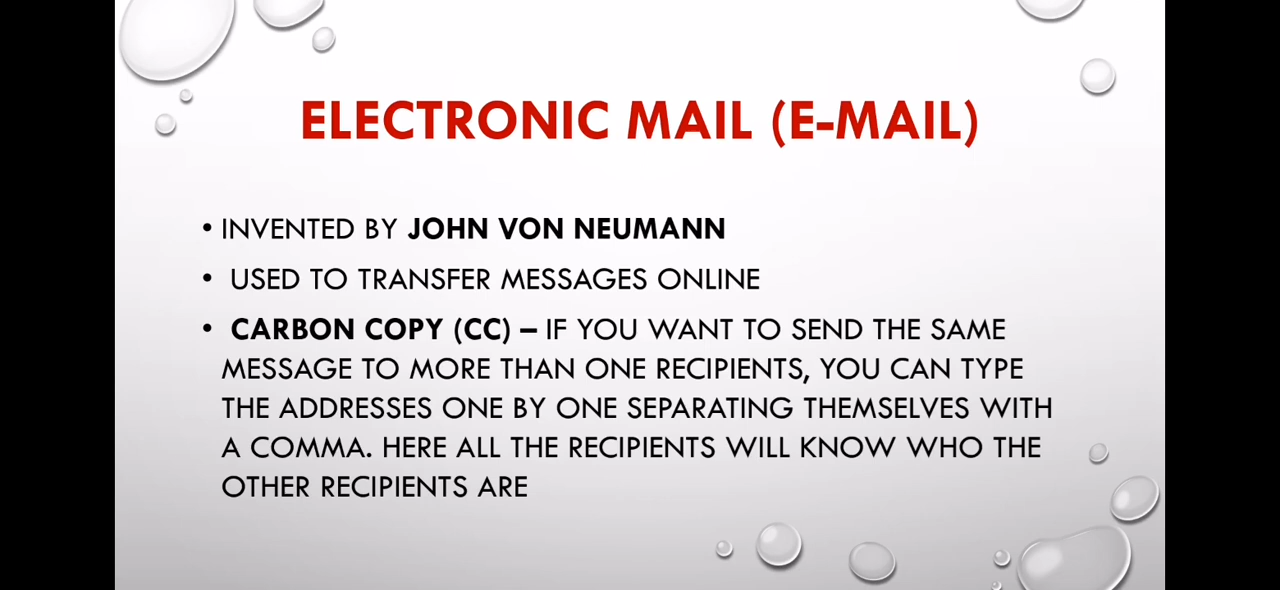 ELECTRONIC MAIL (E-MAIL)
• INVENTED BY JOHN VON NEUMANN
• USED TO TRANSFER MESSAGES ONLINE
• CARBON COPY (CC) – IF YOU WANT TO SEND THE SAME
MESSAGE TO MORE THAN ONE RECIPIENTS, YOU CAN TYPE
THE ADDRESSES ONE BY ONE SEPARATING THEMSELVES WITH
A COMMA. HERE ALL THE RECIPIENTS WILL KNOW WHO THE
OTHER RECIPIENTS ARE